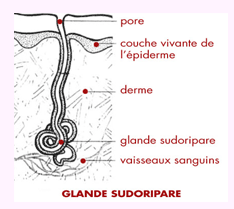 pore
couche vivante de
l'épiderme
derme
glande sudoripare
vaisseaux sanguins
GLANDE SUDORIPARE